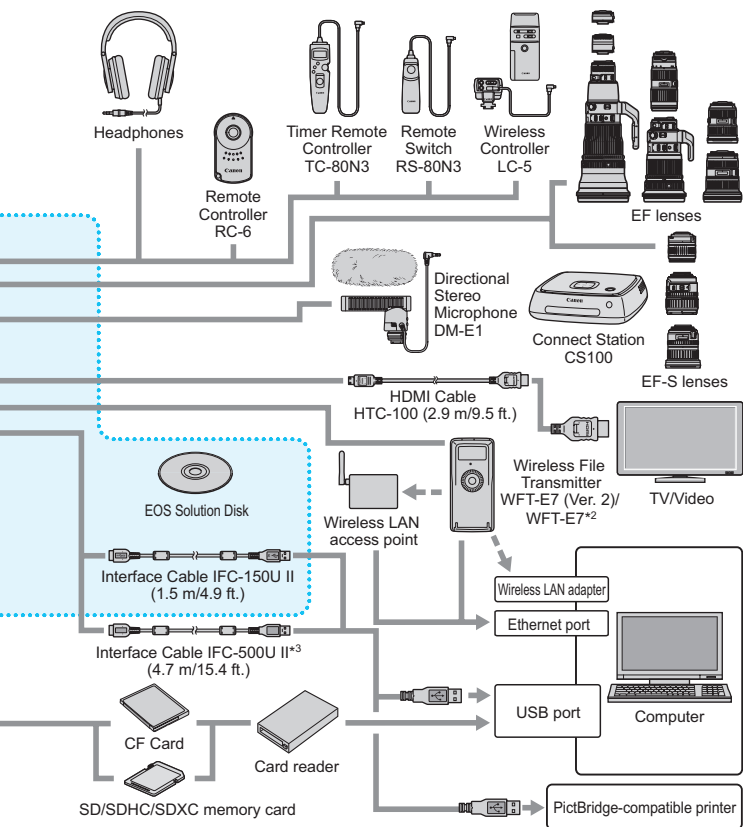 Headphones
Canon
Remote
Controller
RC-6
Timer Remote
Controller
TC-80N3
Remote
Switch
RS-80N3
Wireless
Controller
LC-5
EF lenses
Directional
Stereo
Microphone
DM-E1
Canon
Connect Station
CS100
EF-S lenses
HDMI Cable
HTC-100 (2.9 m/9.5 ft.)
TV/Video
EOS Solution Disk
Wireless LAN
access point
Wireless File
Transmitter
WFT-E7 (Ver. 2)/
WFT-E7*2
Interface Cable IFC-150U II
(1.5 m/4.9 ft.)
Wireless LAN adapter
Ethernet port
Interface Cable IFC-500U II*3
(4.7 m/15.4 ft.)
USB port
Computer
CF Card
Card reader
SD/SDHC/SDXC memory card
PictBridge-compatible printer